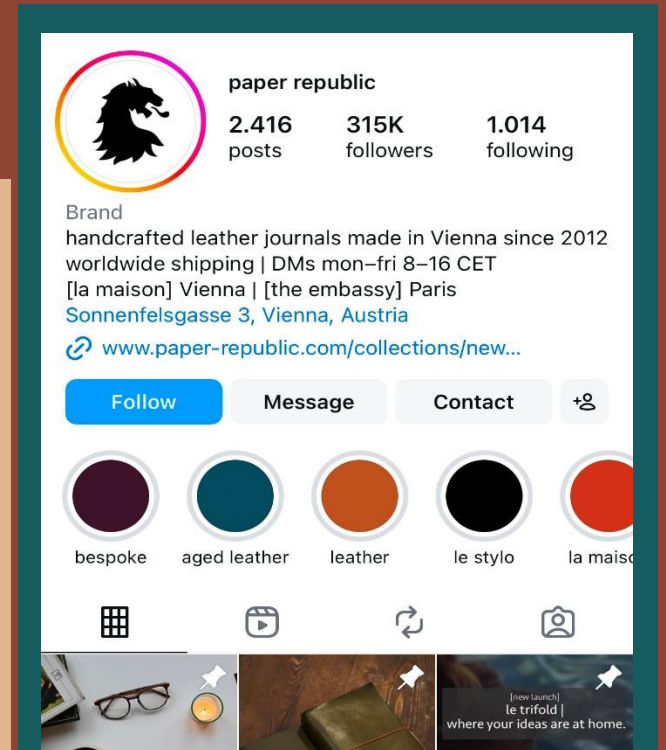 paper republic
2.416 315K 1.014
posts followers following
Brand
handcrafted leather journals made in Vienna since 2012
worldwide shipping | DMs mon–fri 8–16 CET
[la maison] Vienna | [the embassy] Paris
Sonnenfelsgasse 3, Vienna, Austria
www.paper-republic.com/collections/new...
Follow Message Contact
bespoke aged leather leather le stylo la maiso
[new launch]
le trifold |
where your ideas are at home.